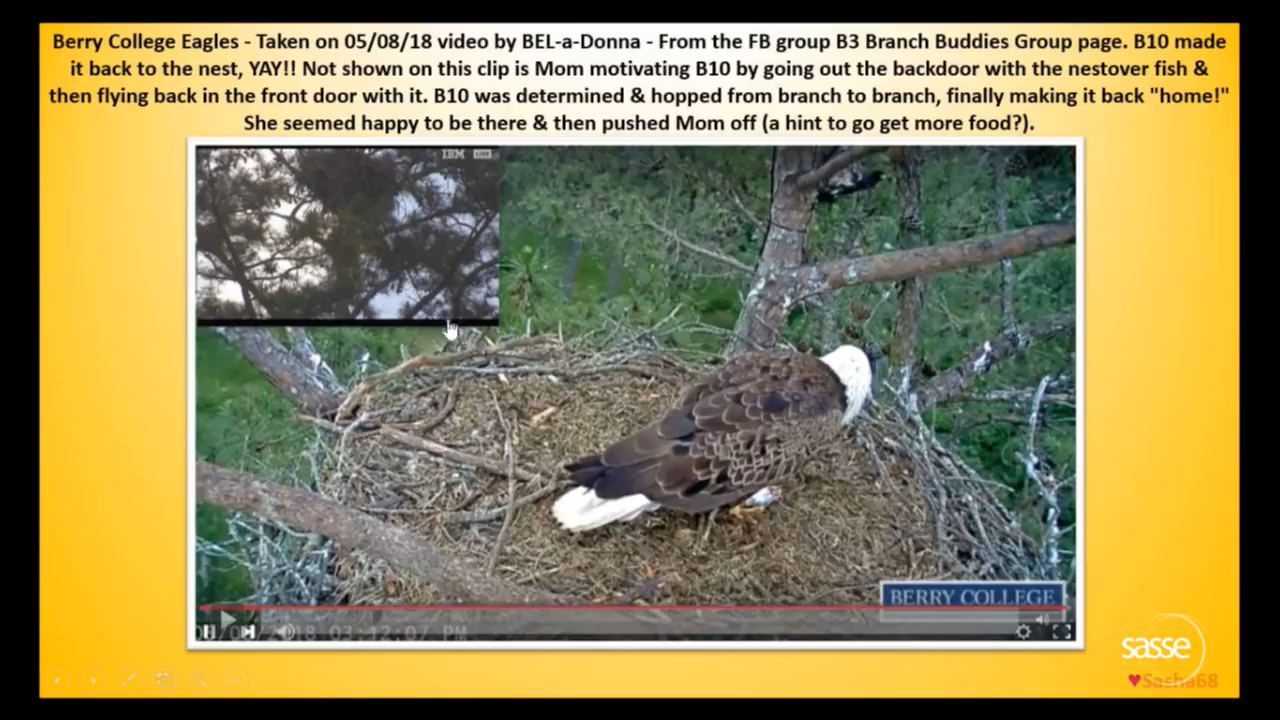 Berry College Eagles - Taken on 05/08/18 video by BEL-a-Donna - From the FB group B3 Branch Buddies Group page. B10 made
it back to the nest, YAY!! Not shown on this clip is Mom motivating B10 by going out the backdoor with the nestover fish &
then flying back in the front door with it. B10 was determined & hopped from branch to branch, finally making it back "home!"
She seemed happy to be there & then pushed Mom off (a hint to go get more food?).
IBM
BERRY COLLEGE
03:12:07 PM
sasse
♥Sasha68